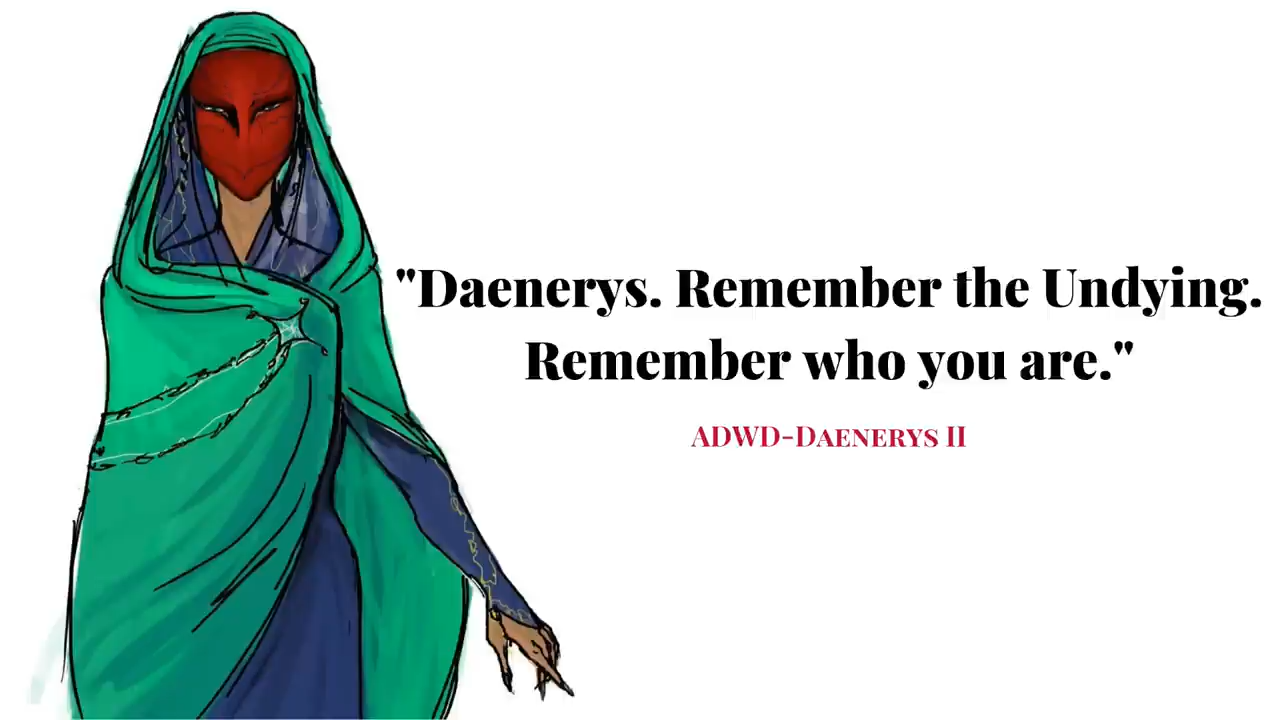 "Daenerys. Remember the Undying.
Remember who you are."
ADWD-Daenerys II